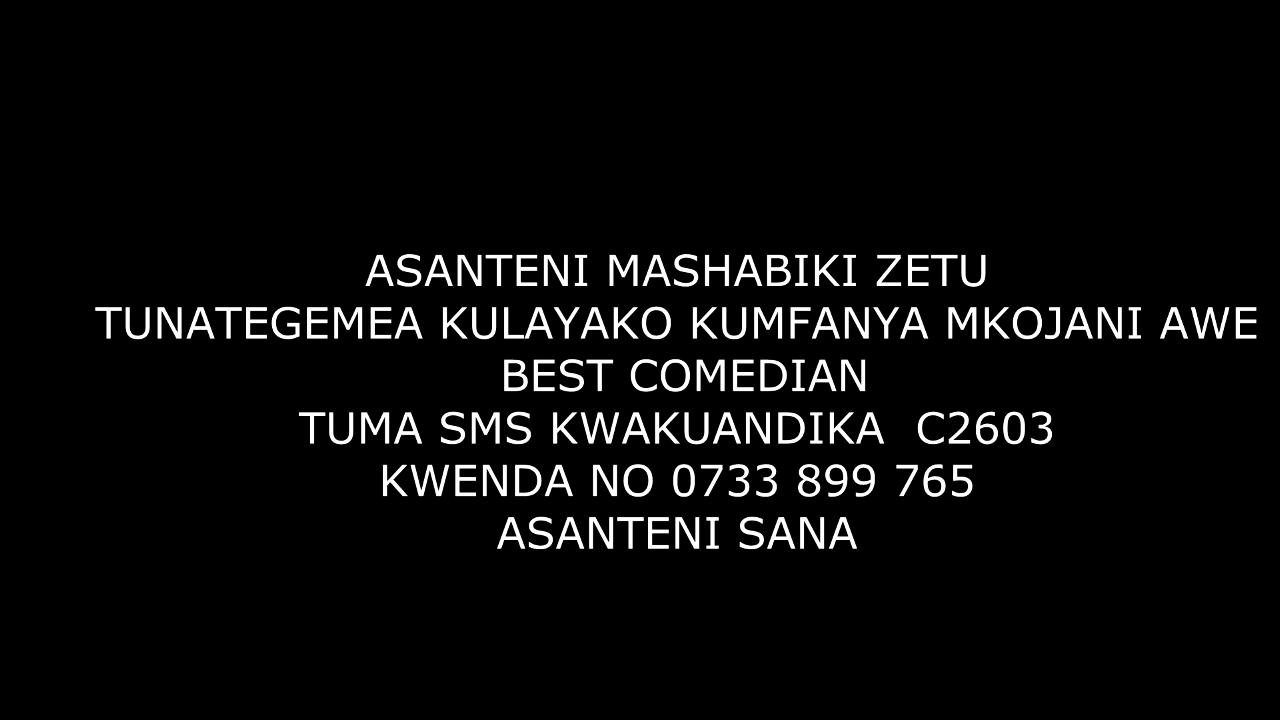 ASANTENI MASHABIKI ZETU
TUNATEGEMEA KULAYAKO KUMFANYA MKOJANI AWE
BEST COMEDIAN
TUMA SMS KWAKUANDIKA  C2603
KWENDA NO 0733 899 765
ASANTENI SANA